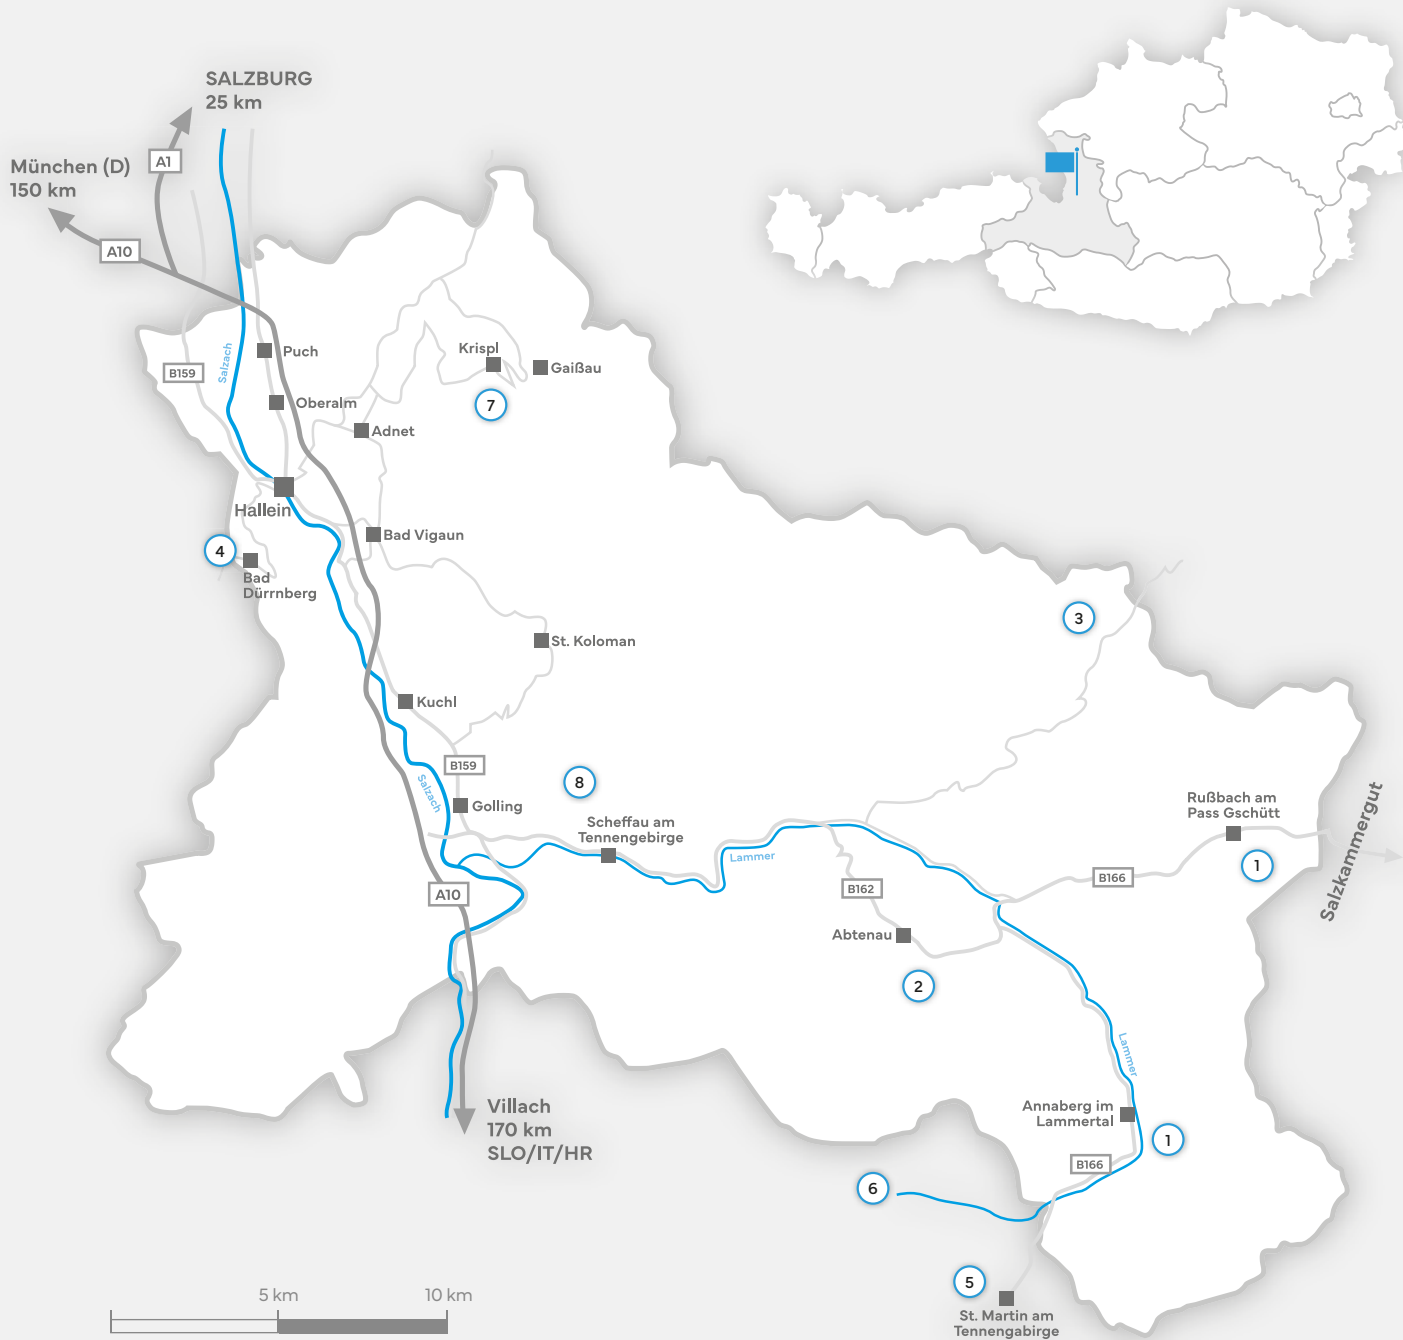 SALZBURG
25 km
A1
München (D)
150 km
A10
Salzach
B159
Puch
Krispl
Gaißau
Oberalm
7
Adnet
Hallein
Bad Vigaun
4
Bad
Dürrnberg
3
St. Koloman
Kuchl
B159
Salzach
8
Golling
Scheffau am
Tennengebirge
Lammer
Rußbach am
Pass Gschütt
1
Salzkammergut
B166
B162
A10
Abtenau
2
Lammer
Annaberg im
Lammertal
1
B166
Villach
170 km
SLO/IT/HR
6
5
St. Martin am
Tennengabirge
5 km
10 km